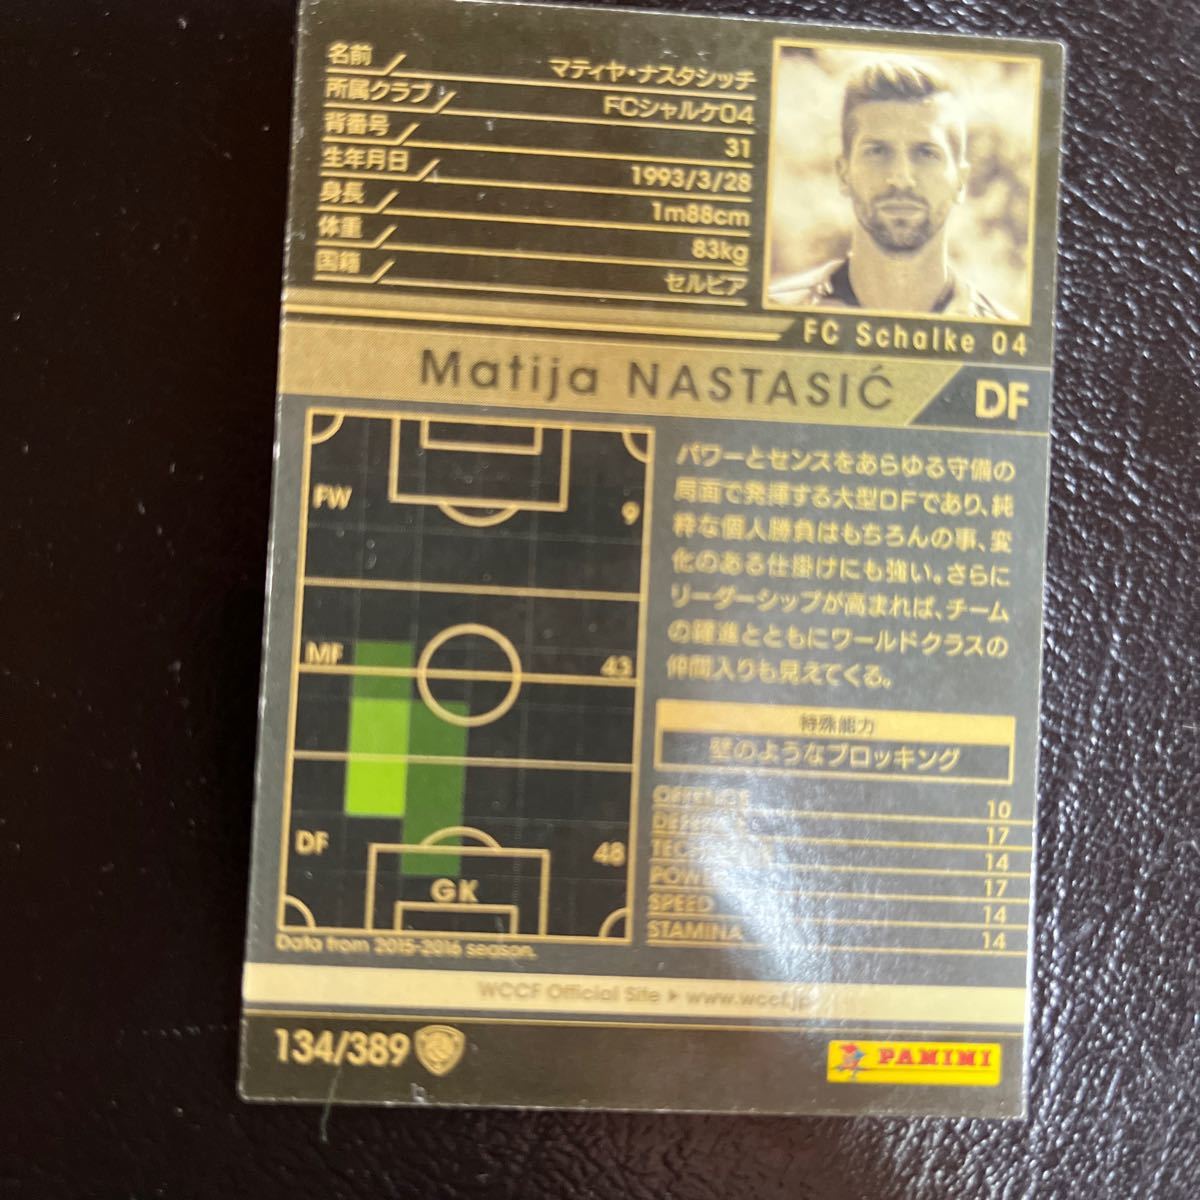 名前 マティヤ・ナスタシッチ
所属クラブ FCシャルケ04
背番号 31
生年月日 1993/3/28
身長 1m88cm
体重 83kg
国籍 セルビア
FC Schalke 04
Matija NASTASIĆ DF
FW 9
MF 43
DF 48
GK
Data from 2015-2016 season.
パワーとセンスをあらゆる守備の
局面で発揮する大型DFであり、純
粋な個人勝負はもちろんの事、変
化のある仕掛けにも強い。さらに
リーダーシップが高まれば、チーム
の躍進とともにワールドクラスの
仲間入りも見えてくる。
特殊能力
壁のようなブロッキング
OFFENCE 10
DEFENCE 17
TECHNIQUE 14
POWER 17
SPEED 14
STAMINA 14
WCCF Official Site ▶ www.wccf.jp
134/389
PANINI